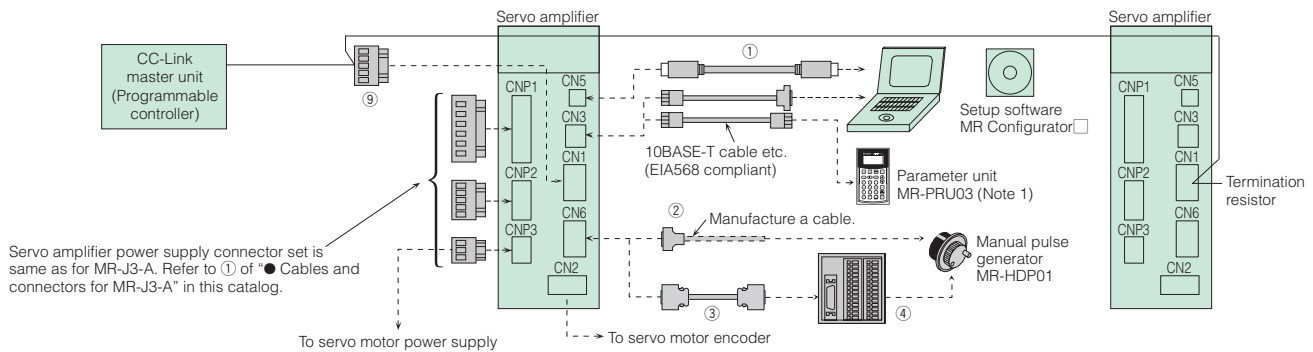 Servo amplifier
Servo amplifier
CC-Link
master unit
(Programmable
controller)
⑨
CNP1
CN5
CN3
CN1
CNP2
CN6
CNP3
CN2
①
Setup software
MR Configurator□
10BASE-T cable etc.
(EIA568 compliant)
Parameter unit
MR-PRU03 (Note 1)
②
Manufacture a cable.
Manual pulse
generator
MR-HDP01
③
④
CNP1
CN5
CN3
CN1
CNP2
CN6
CNP3
CN2
Termination
resistor
Servo amplifier power supply connector set is
same as for MR-J3-A. Refer to ① of “● Cables and
connectors for MR-J3-A” in this catalog.
To servo motor power supply
To servo motor encoder